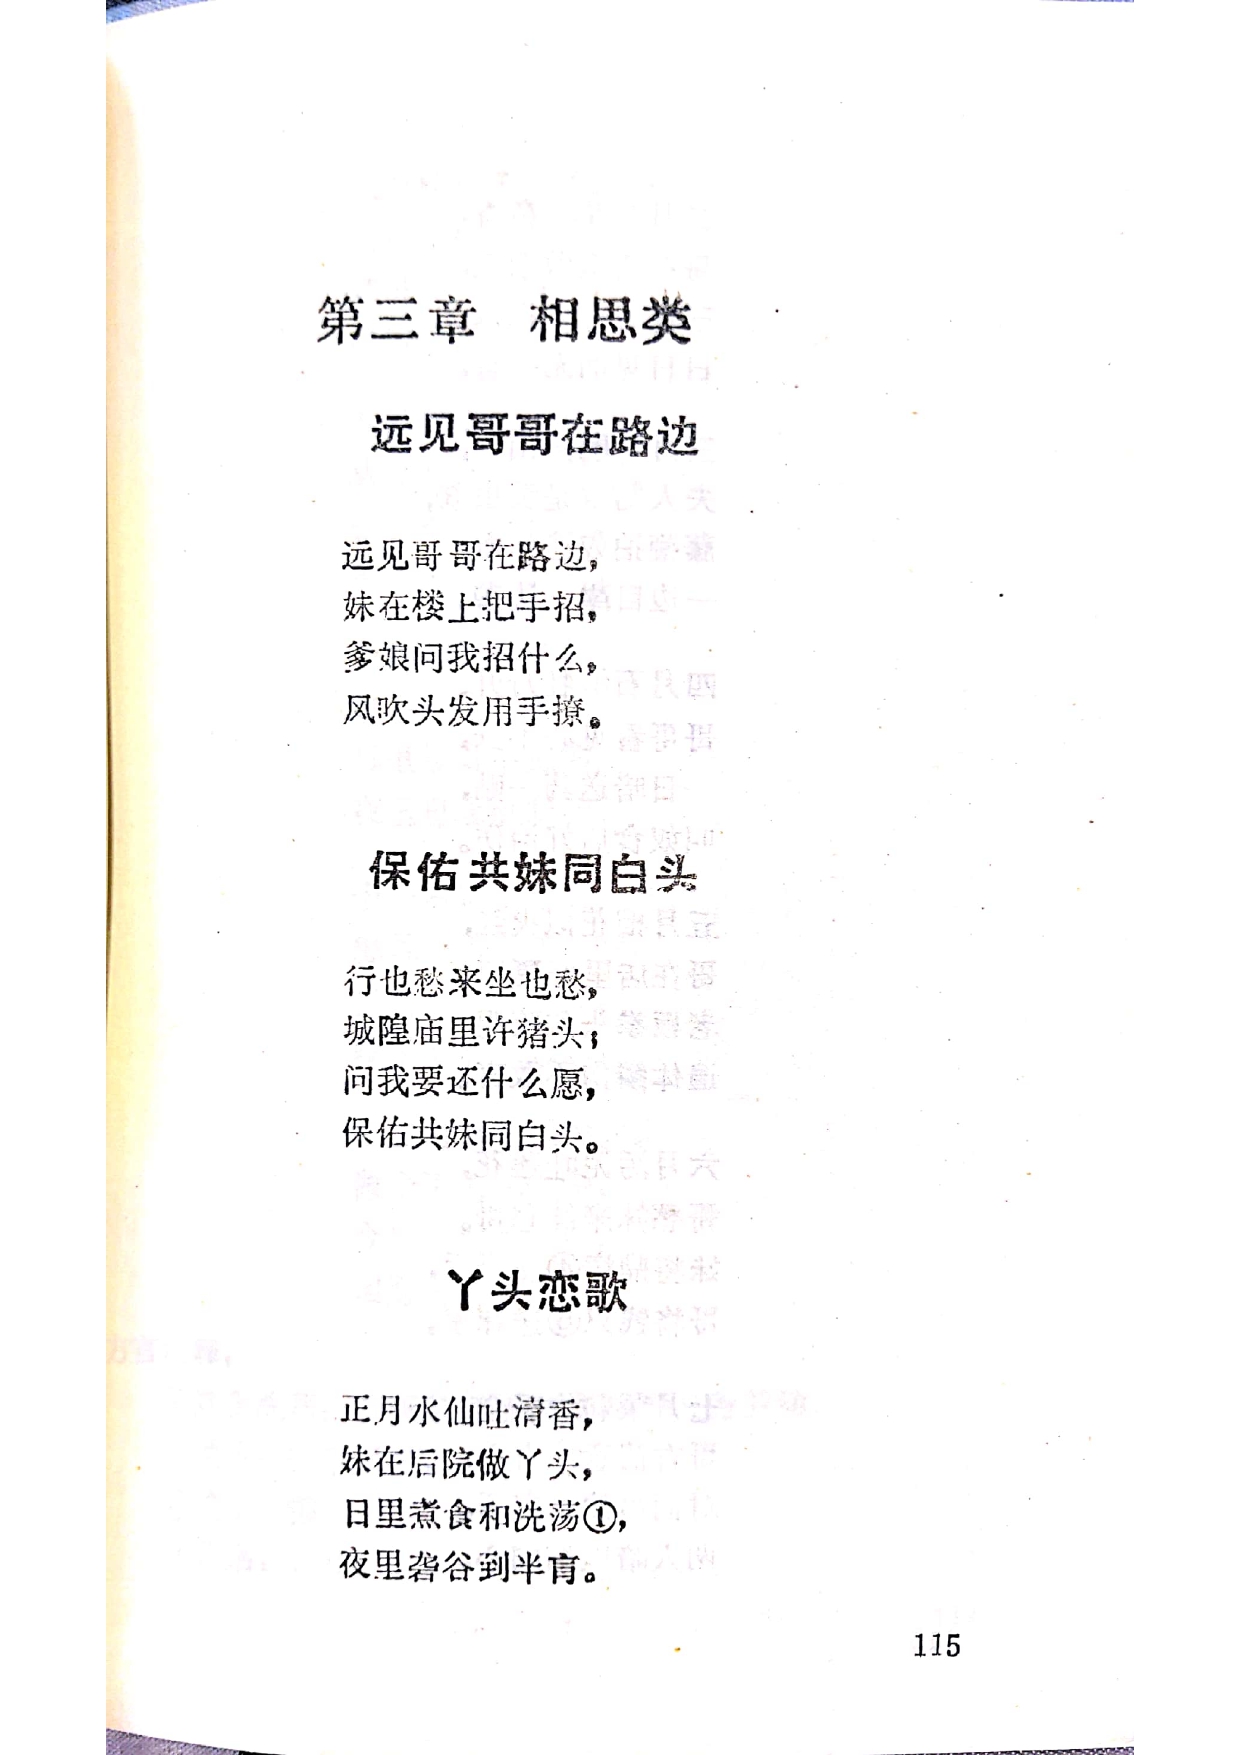 第三章　相思类
远见哥哥在路边
远见哥哥在路边，
妹在楼上把手招，
爹娘问我招什么，
风吹头发用手撩。
保佑共妹同白头
行也愁来坐也愁，
城隍庙里许猪头；
问我要还什么愿，
保佑共妹同白头。
丫头恋歌
正月水仙吐清香，
妹在后院做丫头，
日里煮食和洗荡①，
夜里砻谷到半肓。
115